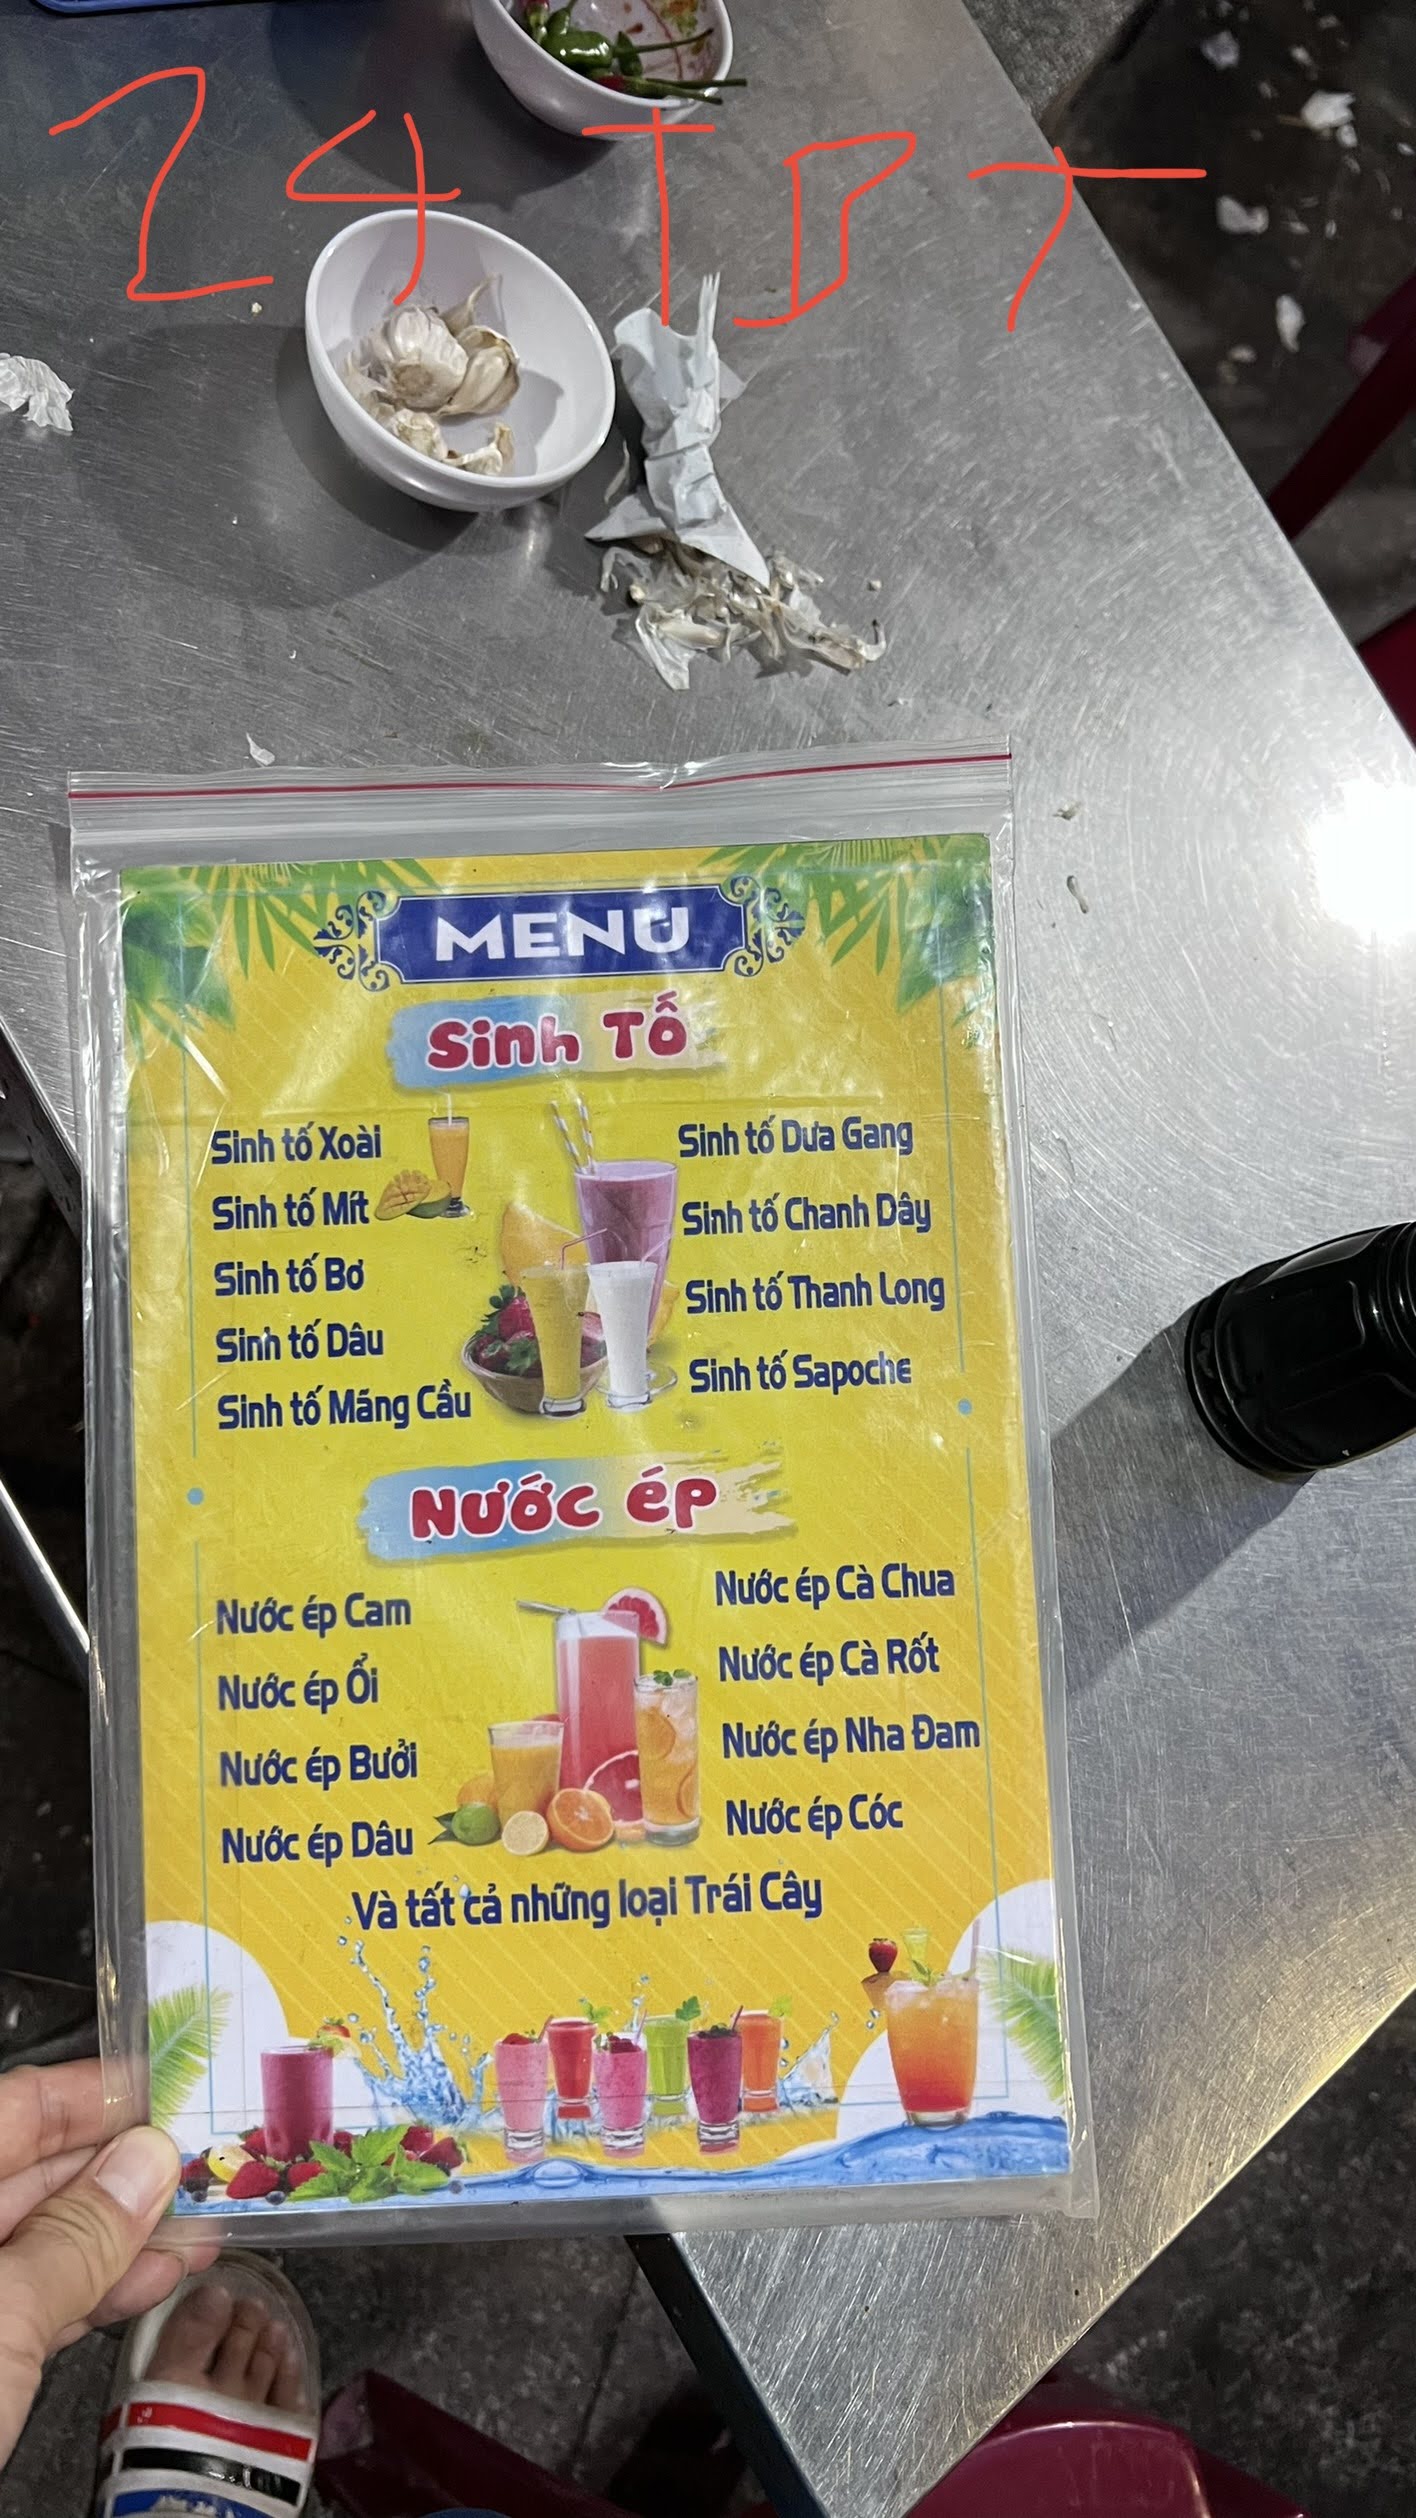 24 TDT
MENU
Sinh Tố
Sinh tố Xoài
Sinh tố Mít
Sinh tố Bơ
Sinh tố Dâu
Sinh tố Mãng Cầu
Sinh tố Dưa Gang
Sinh tố Chanh Dây
Sinh tố Thanh Long
Sinh tố Sapoche
Nước ép
Nước ép Cam
Nước ép Ổi
Nước ép Bưởi
Nước ép Dâu
Nước ép Cà Chua
Nước ép Cà Rốt
Nước ép Nha Đam
Nước ép Cóc
Và tất cả những loại Trái Cây